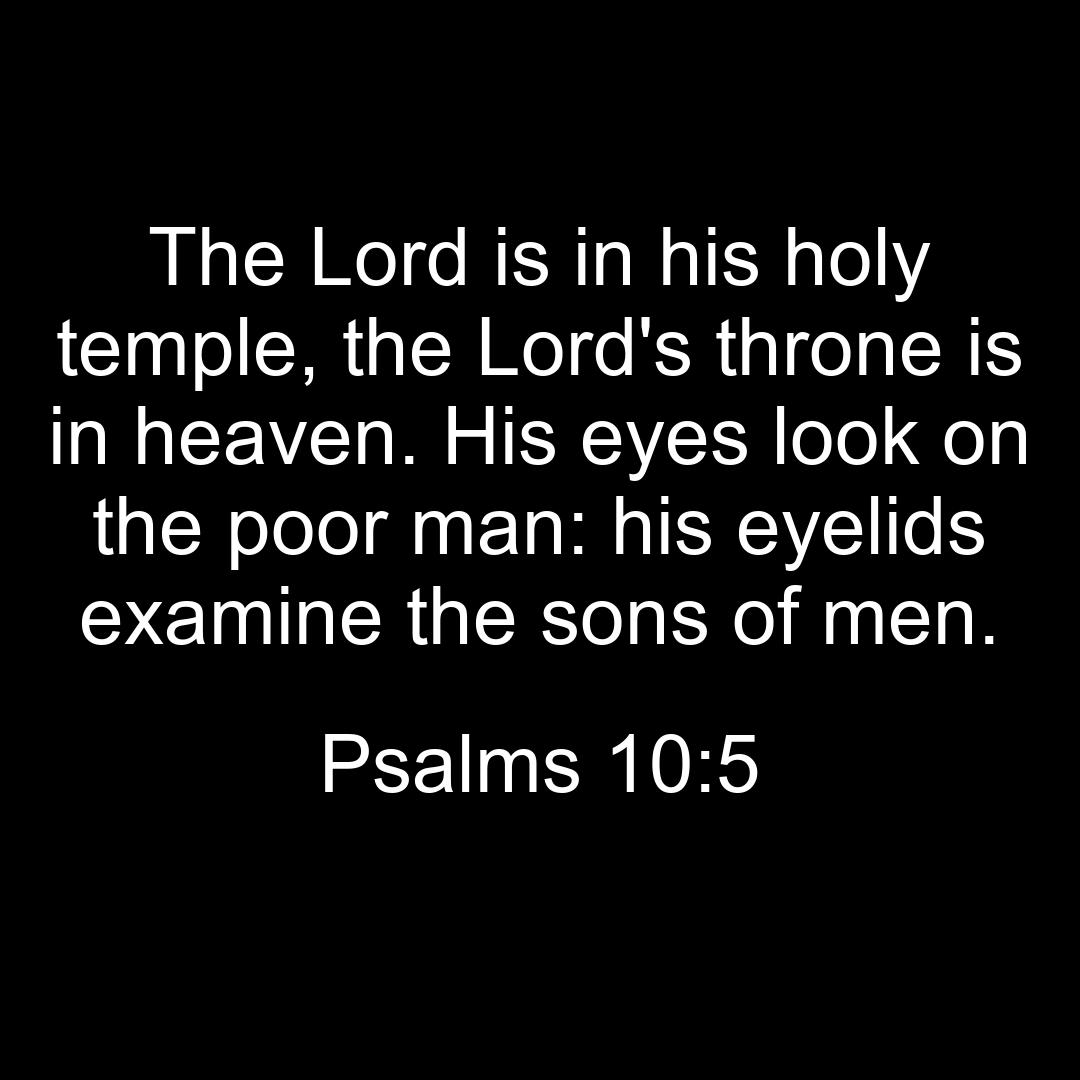 The Lord is in his holy
temple, the Lord's throne is
in heaven. His eyes look on
the poor man: his eyelids
examine the sons of men.
Psalms 10:5